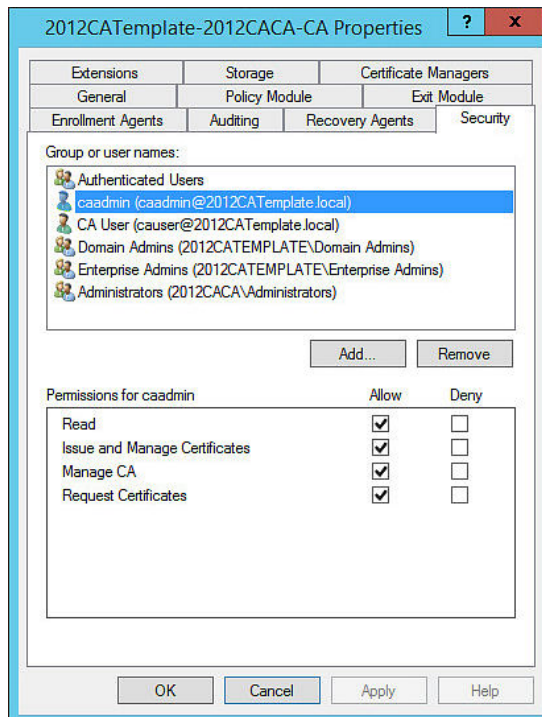 2012CATemplate-2012CACA-CA Properties ? x
Extensions Storage Certificate Managers
General Policy Module Exit Module
Enrollment Agents Auditing Recovery Agents Security
Group or user names:
Authenticated Users
caadmin (caadmin@2012CATemplate.local)
CA User (causer@2012CATemplate.local)
Domain Admins (2012CATEMPLATE\Domain Admins)
Enterprise Admins (2012CATEMPLATE\Enterprise Admins)
Administrators (2012CACA\Administrators)
Add... Remove
Permissions for caadmin Allow Deny
Read
Issue and Manage Certificates
Manage CA
Request Certificates
OK Cancel Apply Help